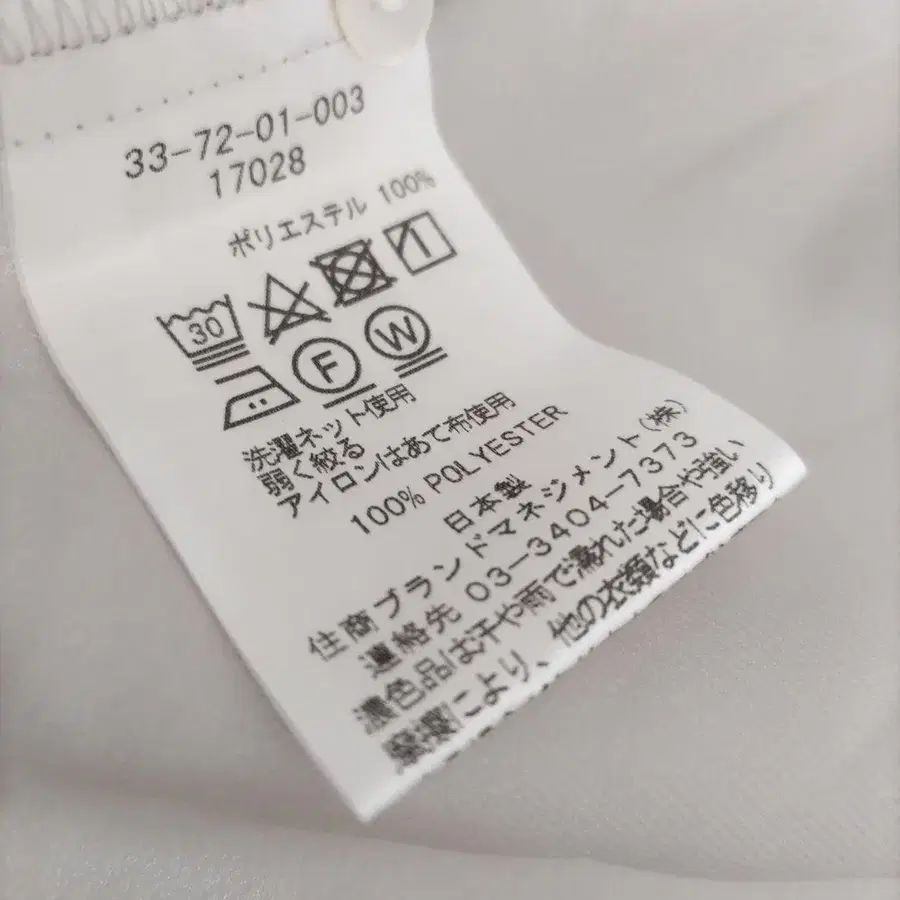 33-72-01-003
17028
ポリエステル 100%
30
F W
洗濯ネット使用
弱く絞る
アイロンはあて布使用
100% POLYESTER
日本製
住商ブランドマネジメント(株)
連絡先 03-3404-7373
濃色品は汗や雨で濡れた場合や強い
摩擦により、他の衣類などに色移り